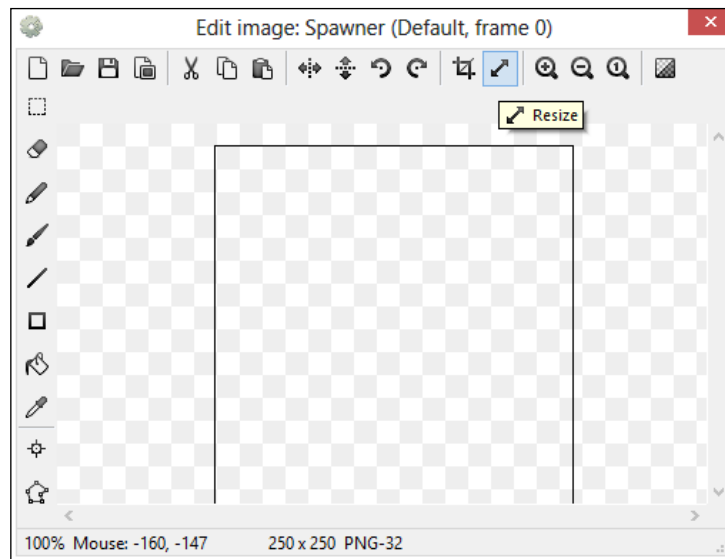 Edit image: Spawner (Default, frame 0)
Resize
100% Mouse: -160, -147 250 x 250 PNG-32